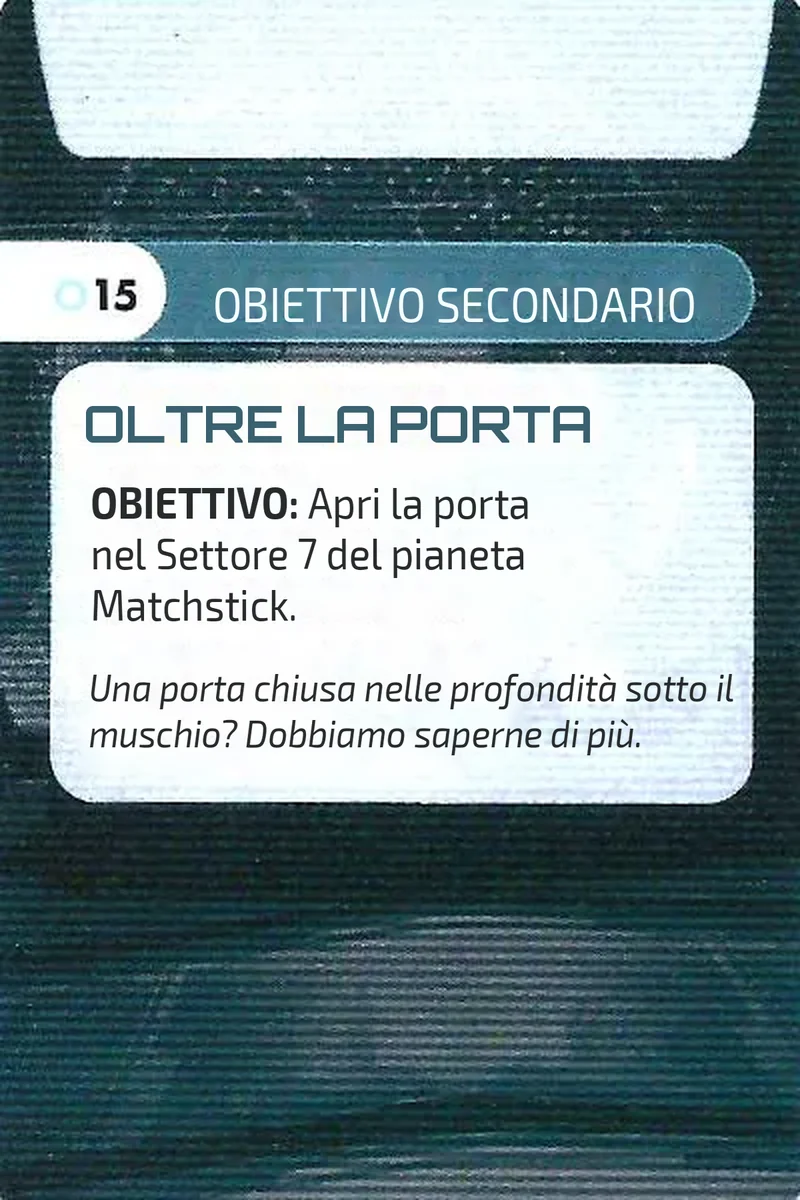 15
OBIETTIVO SECONDARIO
OLTRE LA PORTA
OBIETTIVO: Apri la porta
nel Settore 7 del pianeta
Matchstick.
Una porta chiusa nelle profondità sotto il
muschio? Dobbiamo saperne di più.